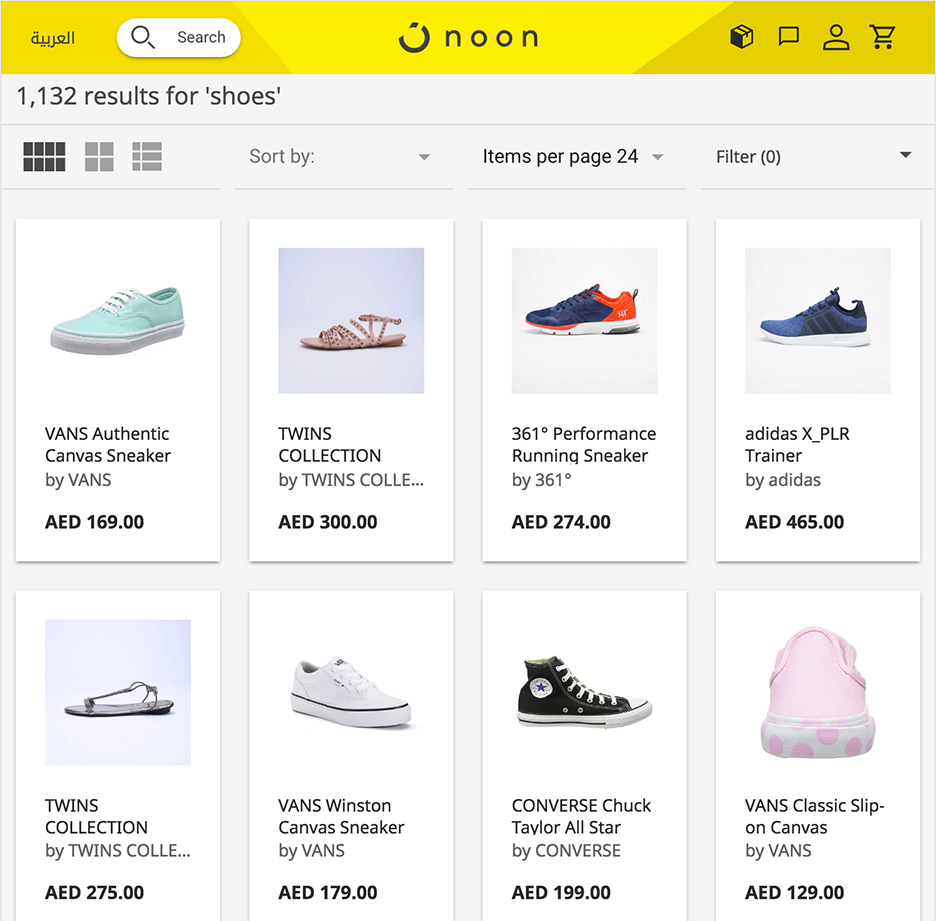 العربية
Search
noon
1,132 results for 'shoes'
Sort by:
Items per page 24
Filter (0)
VANS Authentic
Canvas Sneaker
by VANS
AED 169.00
TWINS
COLLECTION
by TWINS COLLE...
AED 300.00
361° Performance
Running Sneaker
by 361°
AED 274.00
adidas X_PLR
Trainer
by adidas
AED 465.00
TWINS
COLLECTION
by TWINS COLLE...
AED 275.00
VANS Winston
Canvas Sneaker
by VANS
AED 179.00
CONVERSE Chuck
Taylor All Star
by CONVERSE
AED 199.00
VANS Classic Slip-
on Canvas
by VANS
AED 129.00